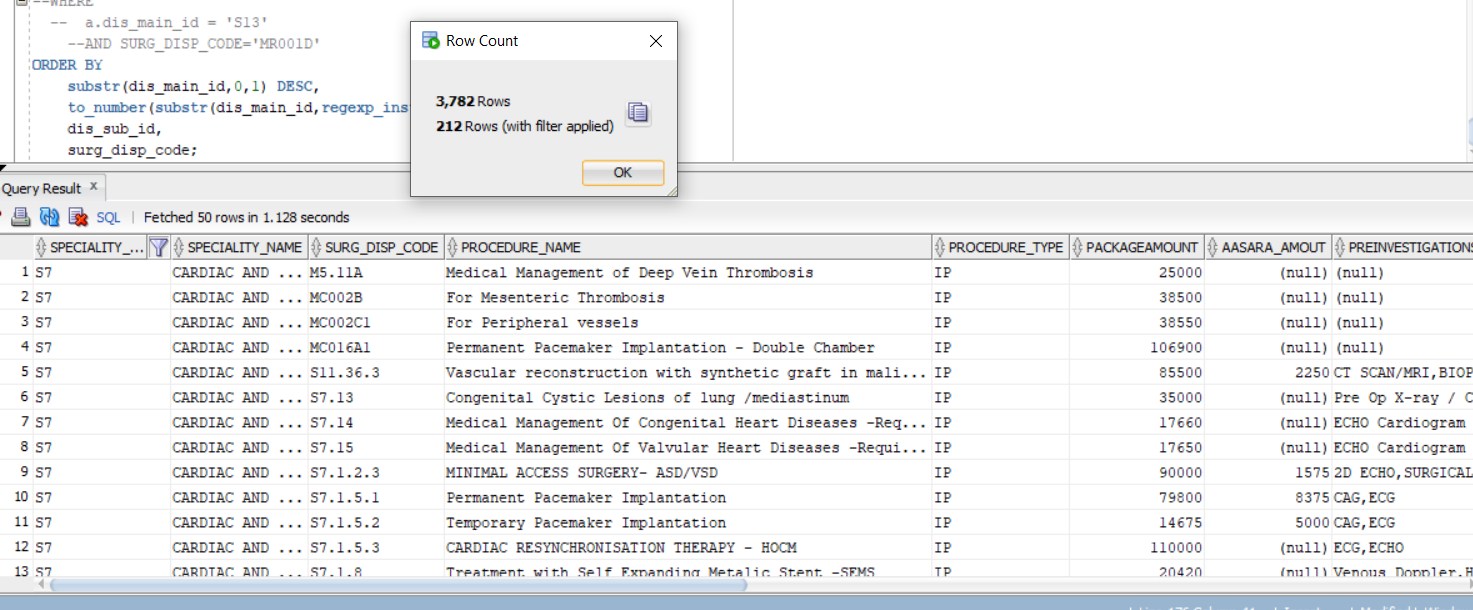 --WHERE
--  a.dis_main_id = 'S13'
--AND SURG_DISP_CODE='MR001D'
ORDER BY
substr(dis_main_id,0,1) DESC,
to_number(substr(dis_main_id,regexp_ins
dis_sub_id,
surg_disp_code;
Row Count
3,782 Rows
212 Rows (with filter applied)
OK
Query Result
SQL | Fetched 50 rows in 1.128 seconds
SPECIALITY_... SPECIALITY_NAME SURG_DISP_CODE PROCEDURE_NAME PROCEDURE_TYPE PACKAGEAMOUNT AASARA_AMOUT PREINVESTIGATIONS
1 S7 CARDIAC AND ... M5.11A Medical Management of Deep Vein Thrombosis IP 25000 (null) (null)
2 S7 CARDIAC AND ... MC002B For Mesenteric Thrombosis IP 38500 (null) (null)
3 S7 CARDIAC AND ... MC002C1 For Peripheral vessels IP 38550 (null) (null)
4 S7 CARDIAC AND ... MC016A1 Permanent Pacemaker Implantation - Double Chamber IP 106900 (null) (null)
5 S7 CARDIAC AND ... S11.36.3 Vascular reconstruction with synthetic graft in mali... IP 85500 2250 CT SCAN/MRI,BIOP
6 S7 CARDIAC AND ... S7.13 Congenital Cystic Lesions of lung /mediastinum IP 35000 (null) Pre Op X-ray / C
7 S7 CARDIAC AND ... S7.14 Medical Management Of Congenital Heart Diseases -Req... IP 17660 (null) ECHO Cardiogram
8 S7 CARDIAC AND ... S7.15 Medical Management Of Valvular Heart Diseases -Requi... IP 17650 (null) ECHO Cardiogram
9 S7 CARDIAC AND ... S7.1.2.3 MINIMAL ACCESS SURGERY- ASD/VSD IP 90000 1575 2D ECHO,SURGICAL
10 S7 CARDIAC AND ... S7.1.5.1 Permanent Pacemaker Implantation IP 79800 8375 CAG,ECG
11 S7 CARDIAC AND ... S7.1.5.2 Temporary Pacemaker Implantation IP 14675 5000 CAG,ECG
12 S7 CARDIAC AND ... S7.1.5.3 CARDIAC RESYNCHRONISATION THERAPY - HOCM IP 110000 (null) ECG,ECHO
13 S7 CARDIAC AND ... S7.1.8 Treatment with Self Expanding Metalic Stent -SEMS IP 20420 (null) Venous Doppler,H